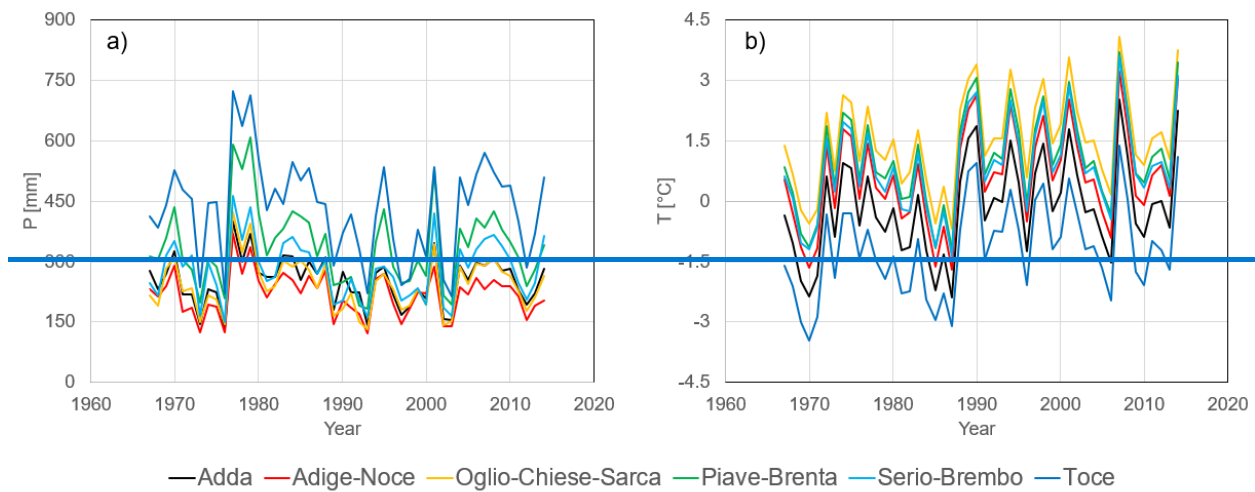 a)
P [mm]
900
750
600
450
300
150
0
1960 1970 1980 1990 2000 2010 2020
Year
b)
T [°C]
4.5
3
1.5
0
-1.5
-3
-4.5
1960 1970 1980 1990 2000 2010 2020
Year
Adda Adige-Noce Oglio-Chiese-Sarca Piave-Brenta Serio-Brembo Toce